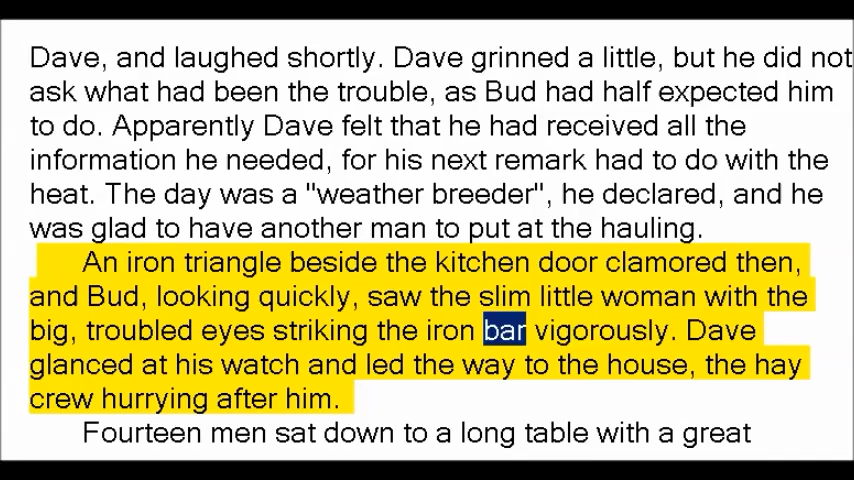 Dave, and laughed shortly. Dave grinned a little, but he did not
ask what had been the trouble, as Bud had half expected him
to do. Apparently Dave felt that he had received all the
information he needed, for his next remark had to do with the
heat. The day was a "weather breeder", he declared, and he
was glad to have another man to put at the hauling.
An iron triangle beside the kitchen door clamored then,
and Bud, looking quickly, saw the slim little woman with the
big, troubled eyes striking the iron bar vigorously. Dave
glanced at his watch and led the way to the house, the hay
crew hurrying after him.
Fourteen men sat down to a long table with a great